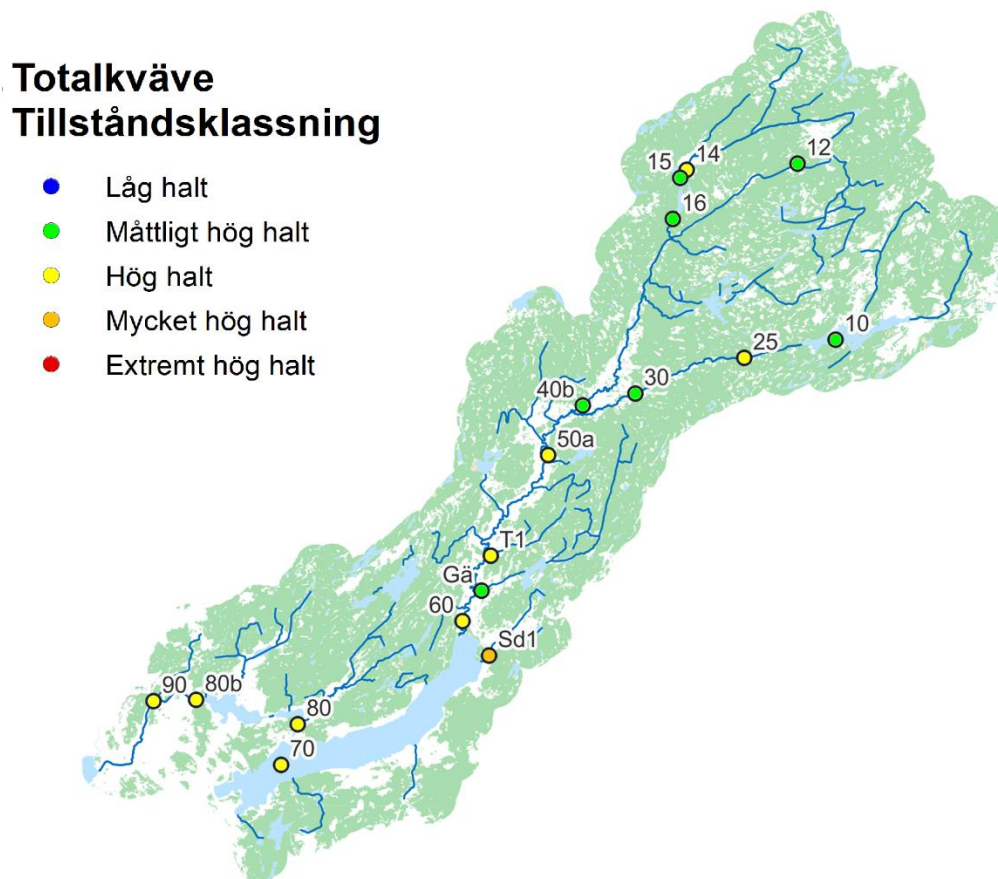 Totalkväve
Tillståndsklassning
Låg halt
Måttligt hög halt
Hög halt
Mycket hög halt
Extremt hög halt
15
14
12
16
10
25
30
40b
50a
T1
Gä
60
Sd1
90
80b
80
70